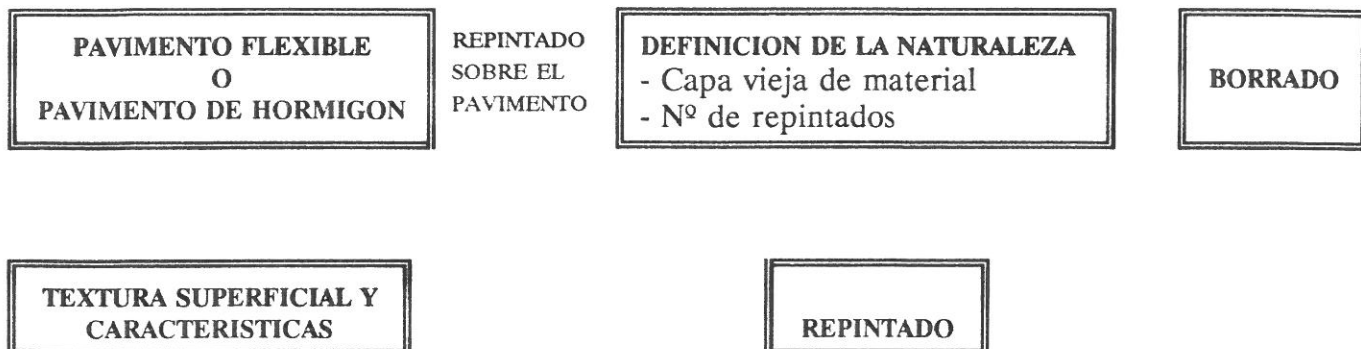 PAVIMENTO FLEXIBLE
O
PAVIMENTO DE HORMIGON
REPINTADO
SOBRE EL
PAVIMENTO
DEFINICION DE LA NATURALEZA
- Capa vieja de material
- Nº de repintados
BORRADO
TEXTURA SUPERFICIAL Y
CARACTERISTICAS
REPINTADO